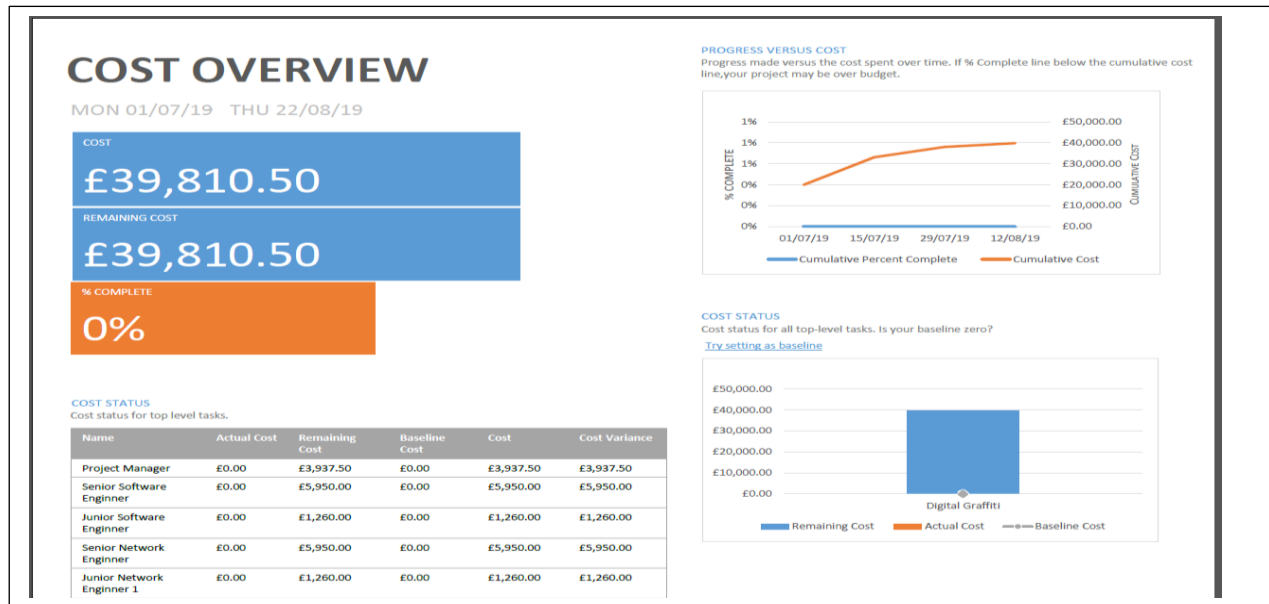 COST OVERVIEW
MON 01/07/19 THU 22/08/19
COST
£39,810.50
REMAINING COST
£39,810.50
% COMPLETE
0%
COST STATUS
Cost status for top level tasks.
Name Actual Cost Remaining Cost Baseline Cost Cost Cost Variance
Project Manager £0.00 £3,937.50 £0.00 £3,937.50 £3,937.50
Senior Software Enginner £0.00 £5,950.00 £0.00 £5,950.00 £5,950.00
Junior Software Enginner £0.00 £1,260.00 £0.00 £1,260.00 £1,260.00
Senior Network Enginner £0.00 £5,950.00 £0.00 £5,950.00 £5,950.00
Junior Network Enginner 1 £0.00 £1,260.00 £0.00 £1,260.00 £1,260.00
PROGRESS VERSUS COST
Progress made versus the cost spent over time. If % Complete line below the cumulative cost
line,your project may be over budget.
% COMPLETE
1%
1%
1%
0%
0%
0%
£50,000.00
£40,000.00
£30,000.00
£20,000.00
£10,000.00
£0.00
CUMULATIVE COST
01/07/19 15/07/19 29/07/19 12/08/19
Cumulative Percent Complete Cumulative Cost
COST STATUS
Cost status for all top-level tasks. Is your baseline zero?
Try setting as baseline
£50,000.00
£40,000.00
£30,000.00
£20,000.00
£10,000.00
£0.00
Digital Graffiti
Remaining Cost Actual Cost Baseline Cost